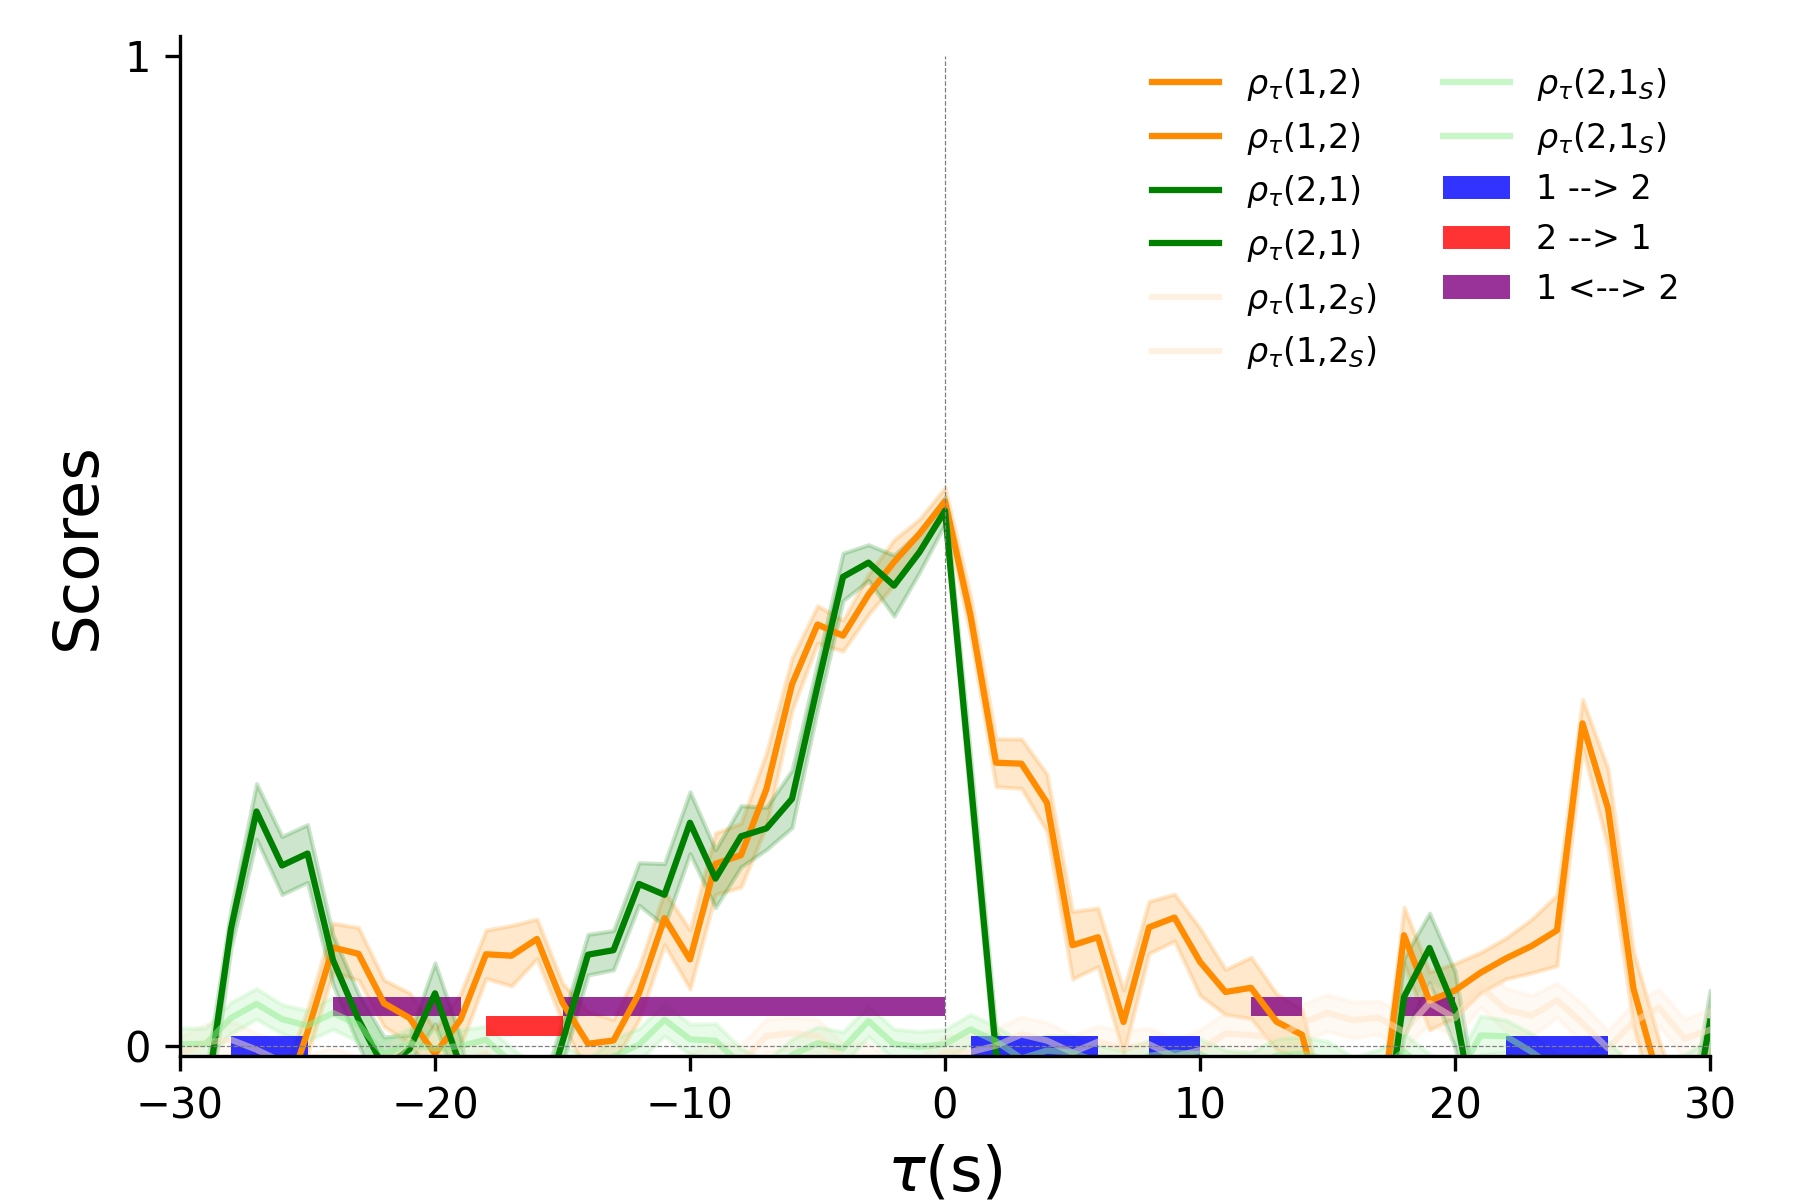 1
0
Scores
−30 −20 −10 0 10 20 30
τ(s)
ρτ(1,2)
ρτ(1,2)
ρτ(2,1)
ρτ(2,1)
ρτ(1,2S)
ρτ(1,2S)
ρτ(2,1S)
ρτ(2,1S)
1 --> 2
2 --> 1
1 <--> 2